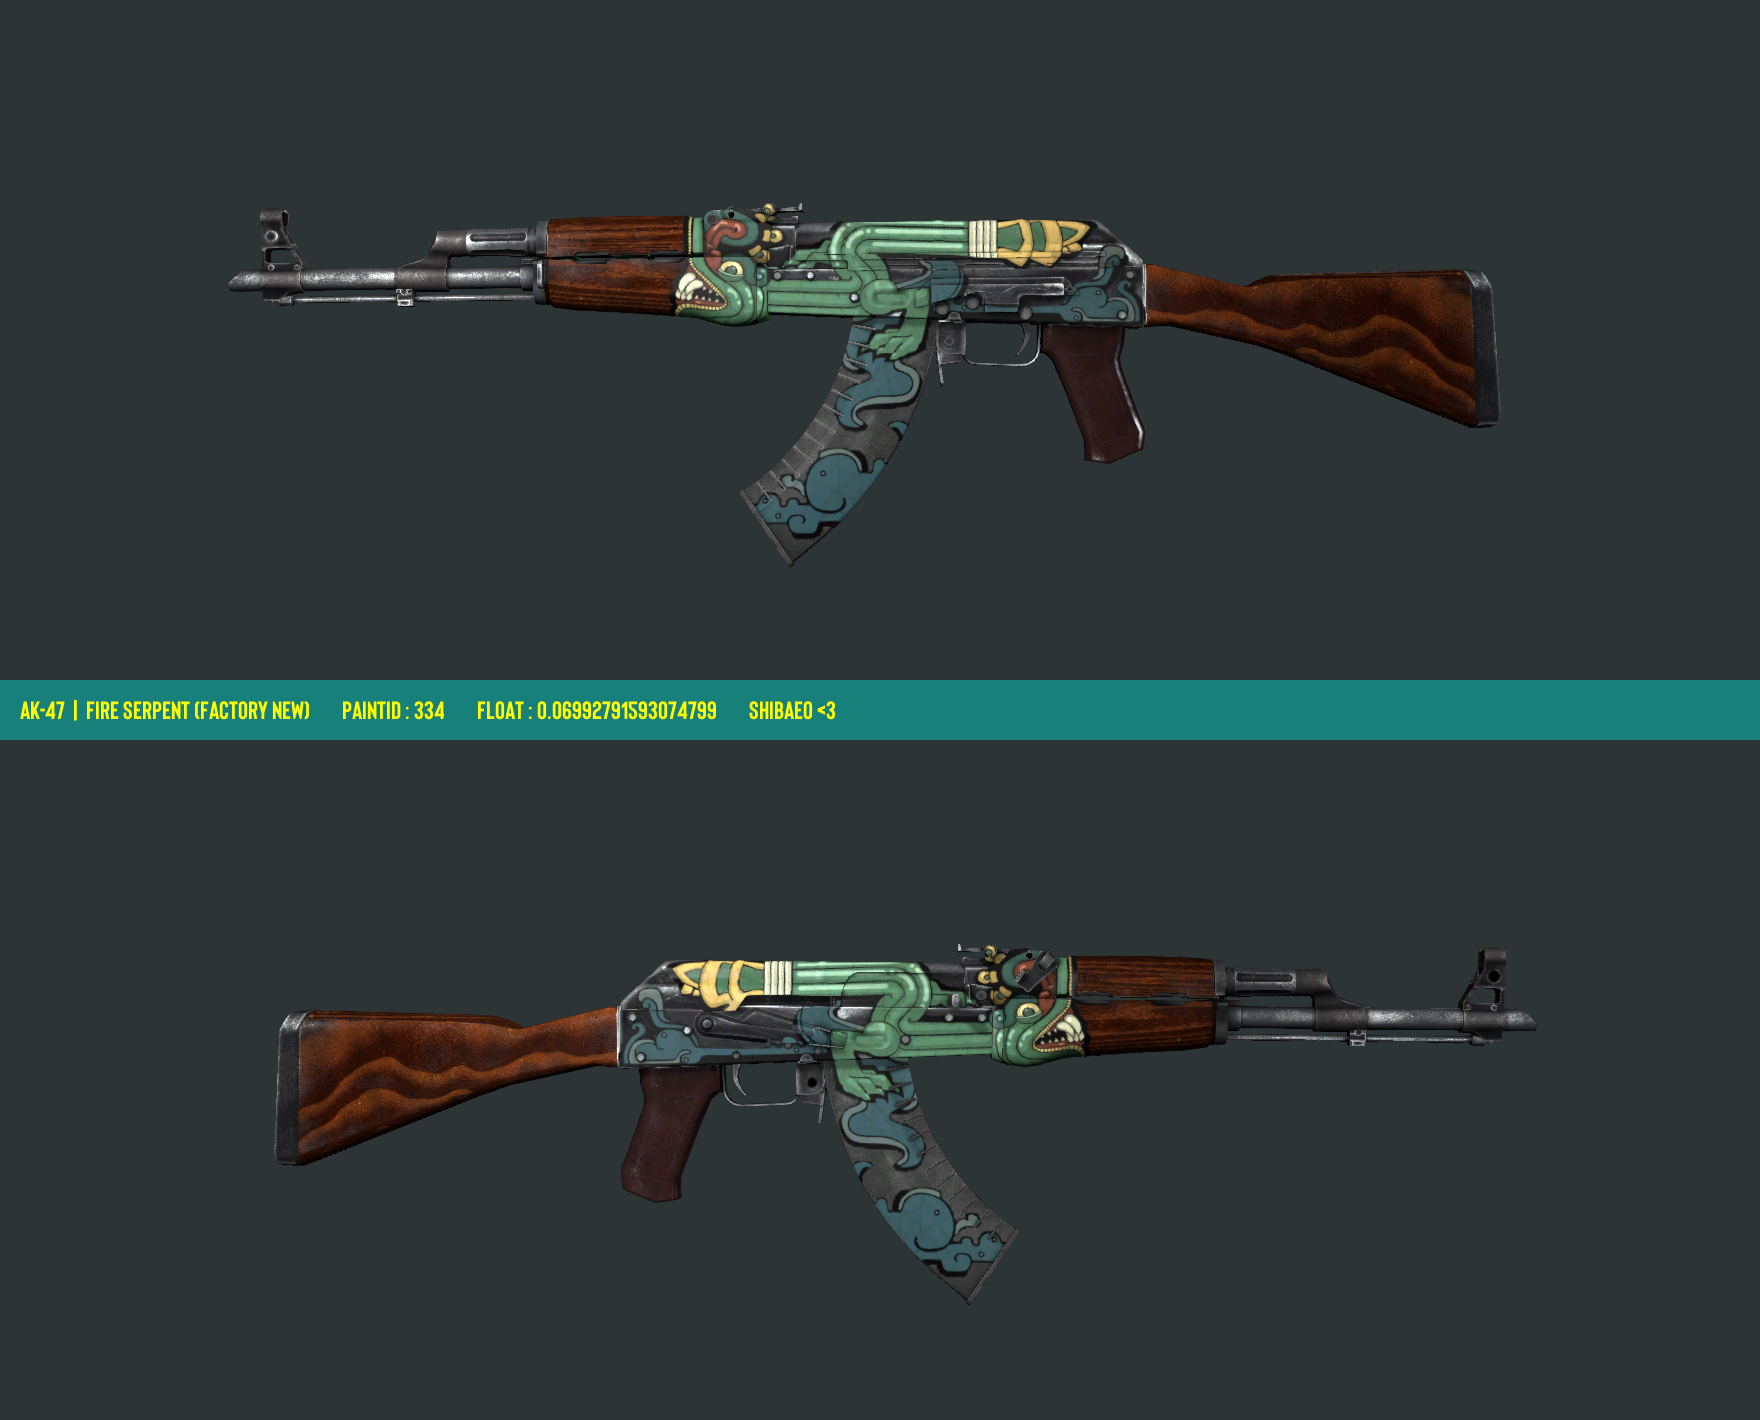 AK-47 | FIRE SERPENT (FACTORY NEW) PAINTID : 334 FLOAT : 0.06992791593074799 SHIBAEO <3